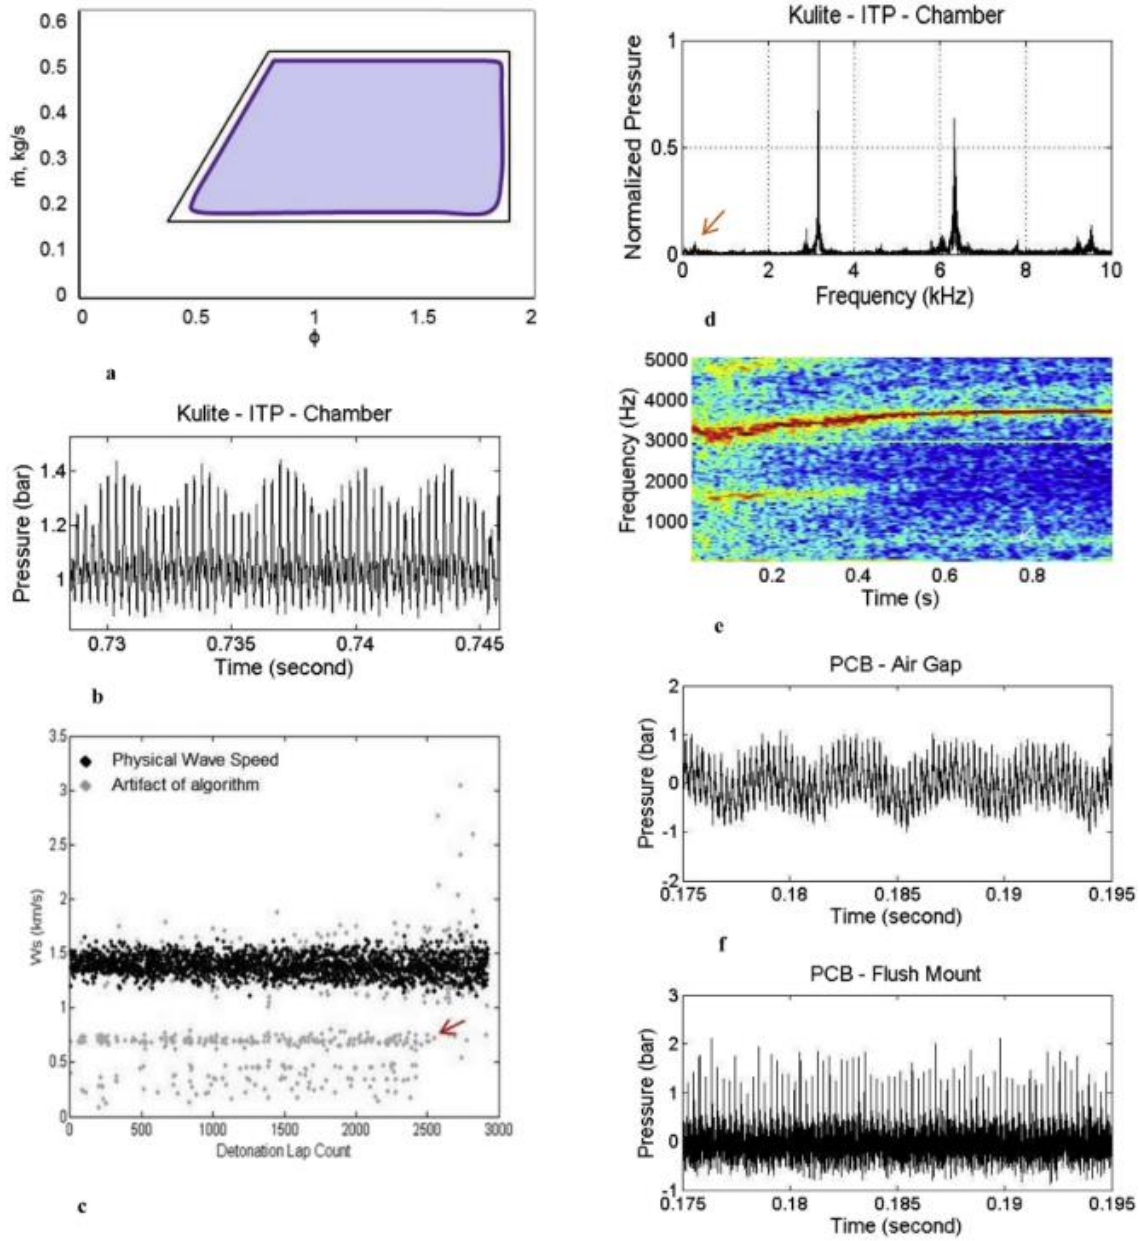 0.6
0.5
0.4
0.3
0.2
0.1
0
ṁ, kg/s
0 0.5 1 1.5 2
ϕ
a
Kulite - ITP - Chamber
1.4
1.2
1
Pressure (bar)
0.73 0.735 0.74 0.745
Time (second)
b
3.5
3
2.5
2
1.5
1
0.5
0
Ws (km/s)
Physical Wave Speed
Artifact of algorithm
0 500 1000 1500 2000 2500 3000
Detonation Lap Count
c
Kulite - ITP - Chamber
1
0.5
0
Normalized Pressure
0 2 4 6 8 10
Frequency (kHz)
d
5000
4000
3000
2000
1000
Frequency (Hz)
0.2 0.4 0.6 0.8
Time (s)
e
PCB - Air Gap
2
1
0
-1
-2
Pressure (bar)
0.175 0.18 0.185 0.19 0.195
Time (second)
f
PCB - Flush Mount
3
2
1
0
-1
Pressure (bar)
0.175 0.18 0.185 0.19 0.195
Time (second)